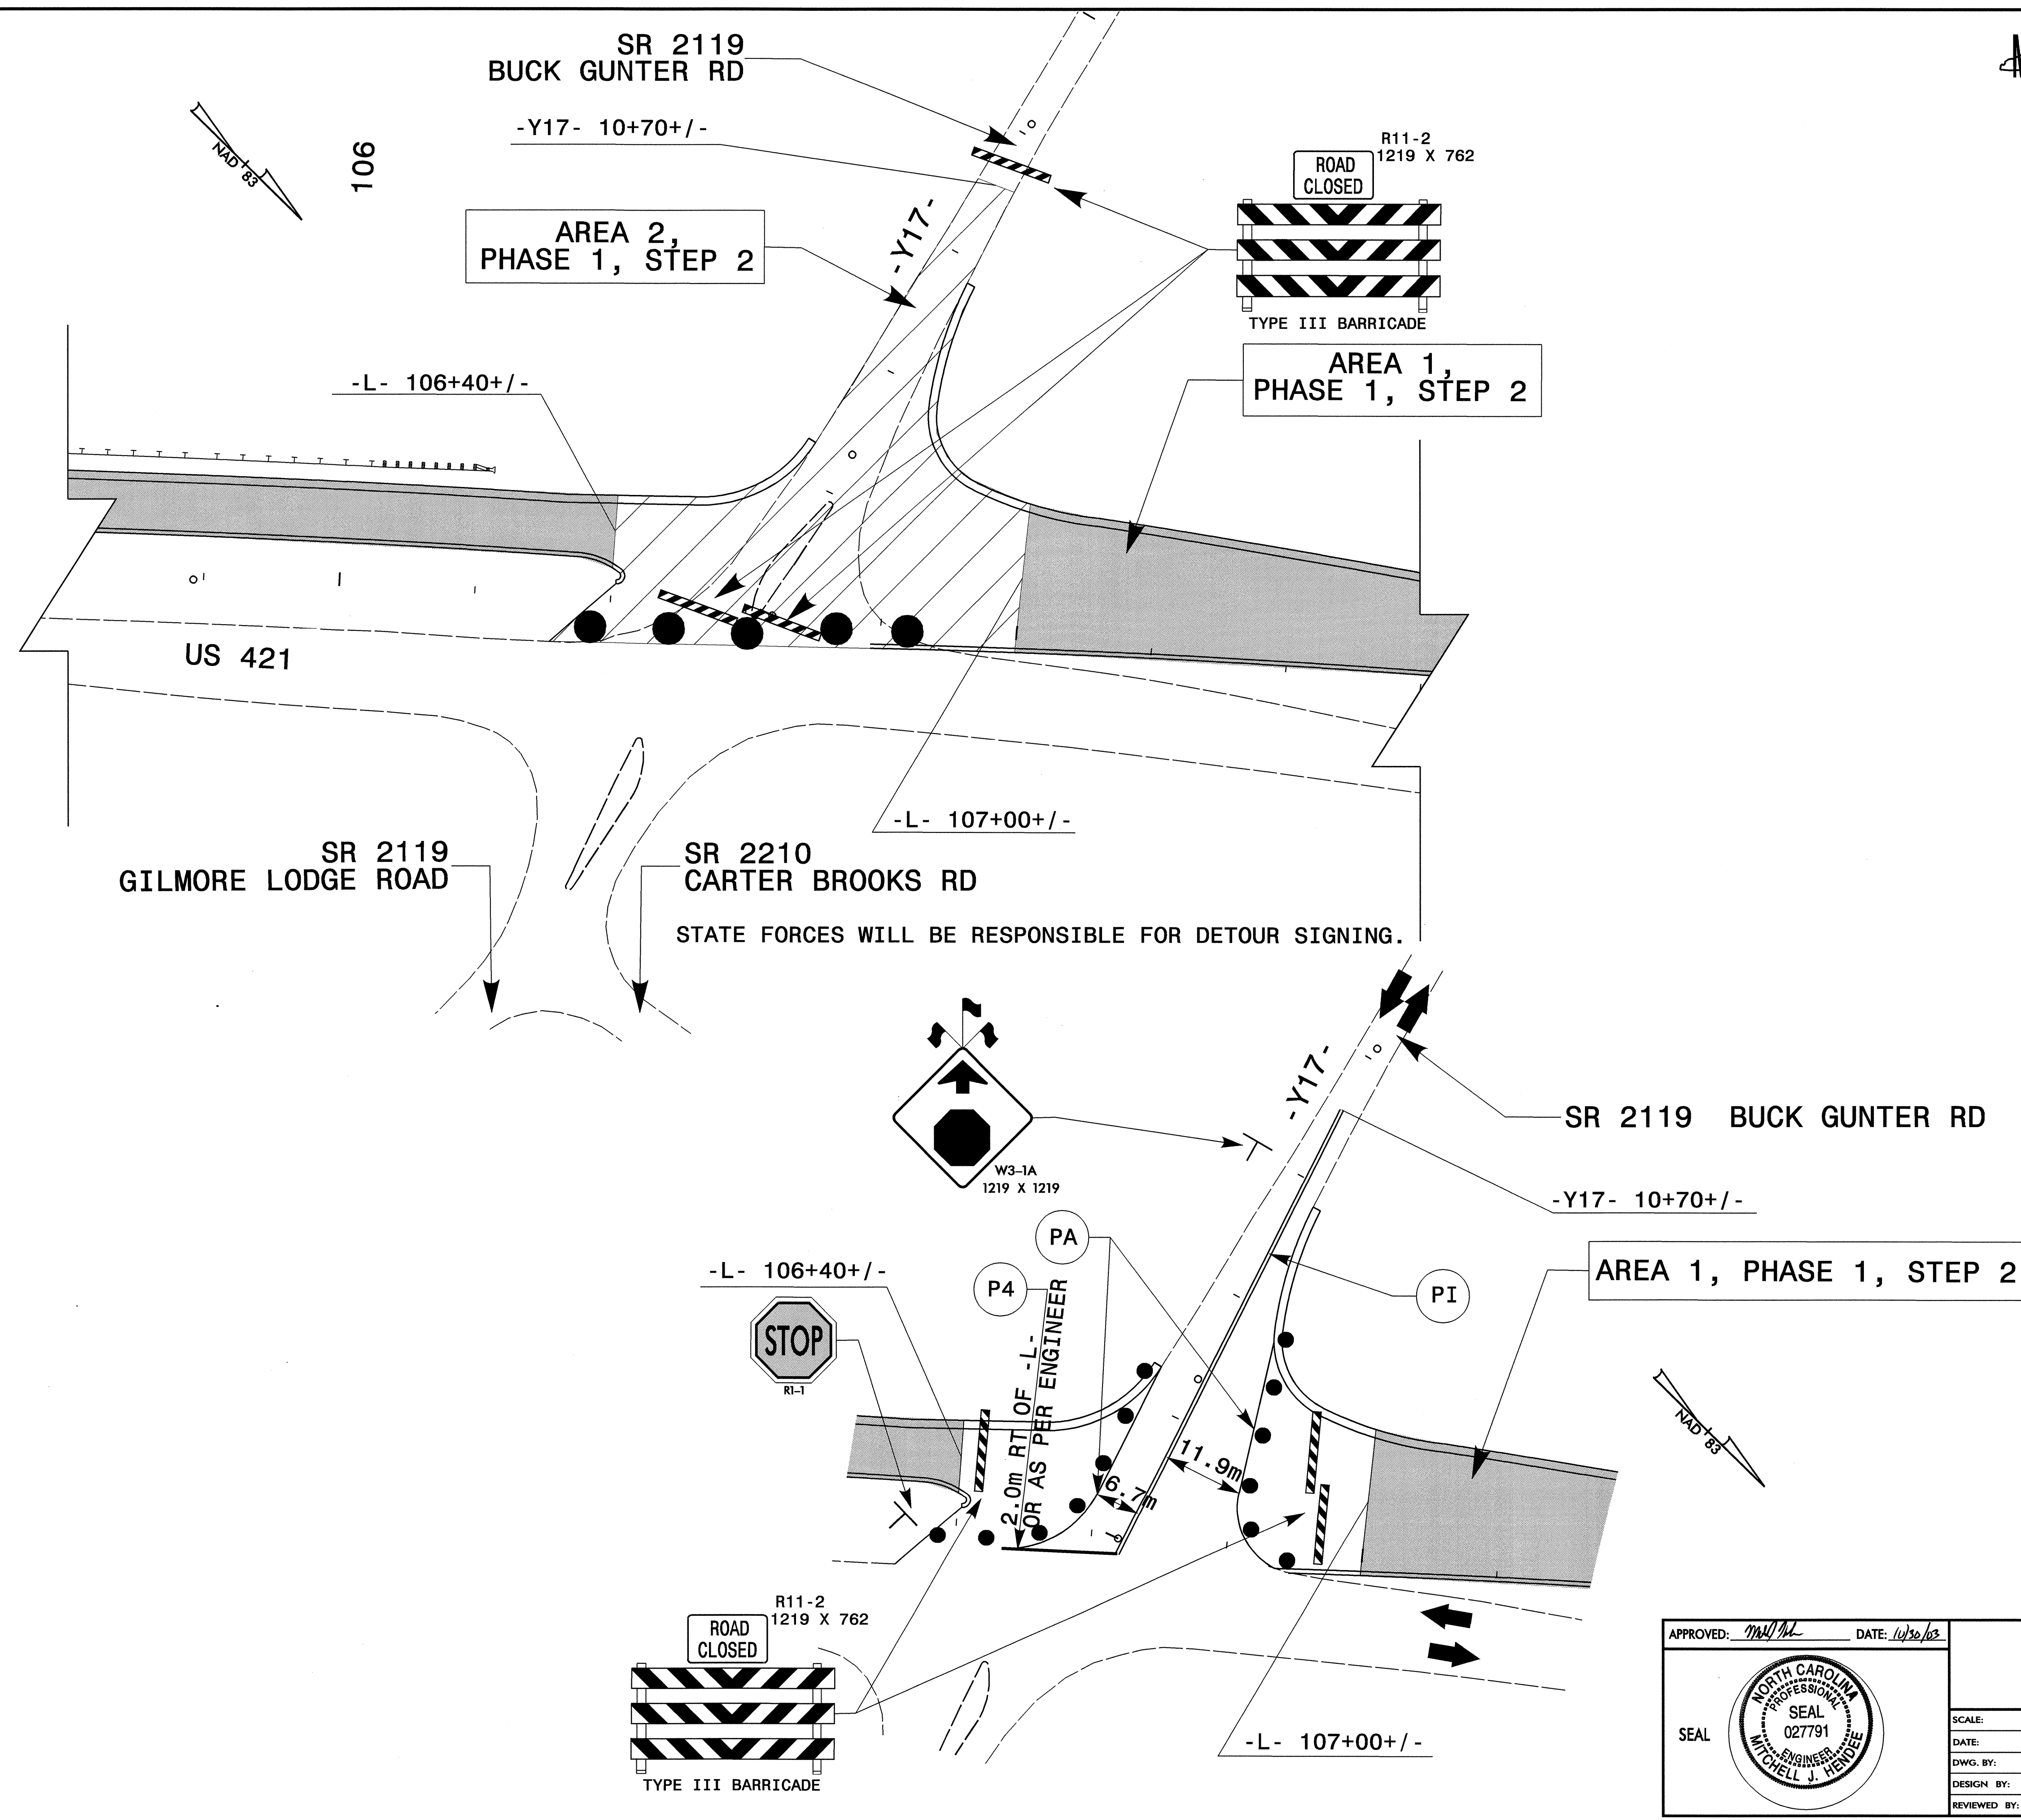 SR 2119
BUCK GUNTER RD
-Y17- 10+70+/-
NAD 83
106
R11-2
1219 X 762
ROAD
CLOSED
TYPE III BARRICADE
AREA 2,
PHASE 1, STEP 2
-Y17-
AREA 1,
PHASE 1, STEP 2
-L- 106+40+/-
US 421
-L- 107+00+/-
SR 2119
GILMORE LODGE ROAD
SR 2210
CARTER BROOKS RD
STATE FORCES WILL BE RESPONSIBLE FOR DETOUR SIGNING.
-Y17-
W3-1A
1219 X 1219
SR 2119 BUCK GUNTER RD
-Y17- 10+70+/-
PA
P4
PI
AREA 1, PHASE 1, STEP 2
-L- 106+40+/-
STOP
R1-1
2.0m RT OF -L-
OR AS PER ENGINEER
11.9m
6.7m
NAD 83
R11-2
1219 X 762
ROAD
CLOSED
TYPE III BARRICADE
-L- 107+00+/-
APPROVED:
DATE:
SEAL
NORTH CAROLINA
PROFESSIONAL
SEAL
027791
ENGINEER
MITCHELL J. HENDEE
SCALE:
DATE:
DWG. BY:
DESIGN BY:
REVIEWED BY: